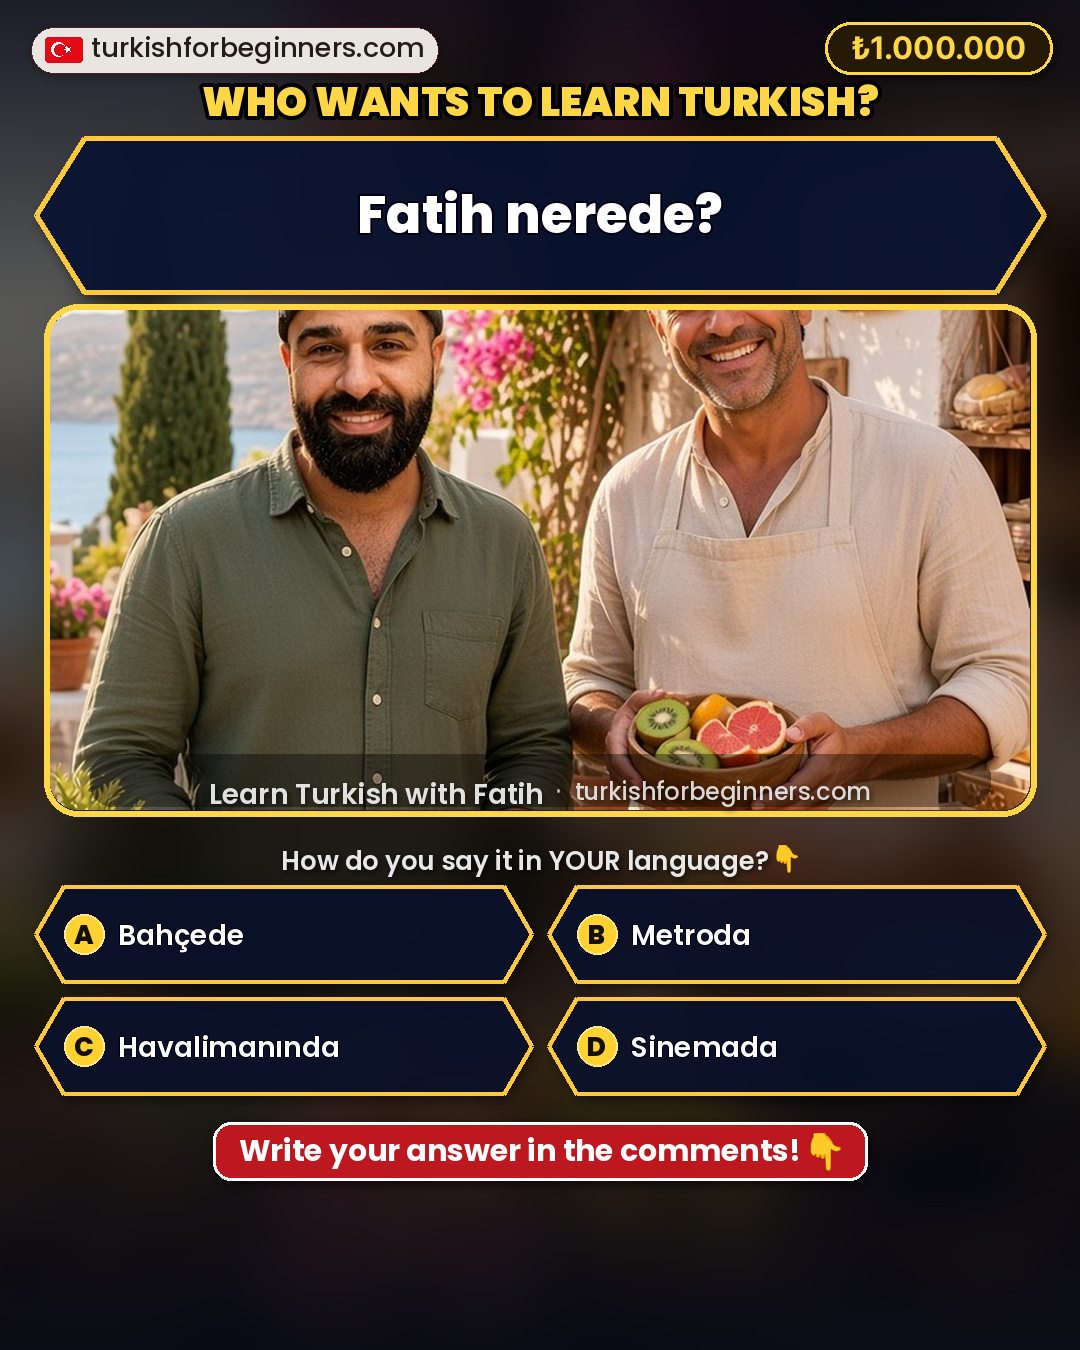 turkishforbeginners.com
₺1.000.000
WHO WANTS TO LEARN TURKISH?
Fatih nerede?
Learn Turkish with Fatih · turkishforbeginners.com
How do you say it in YOUR language?👇
A Bahçede
B Metroda
C Havalimanında
D Sinemada
Write your answer in the comments!👇